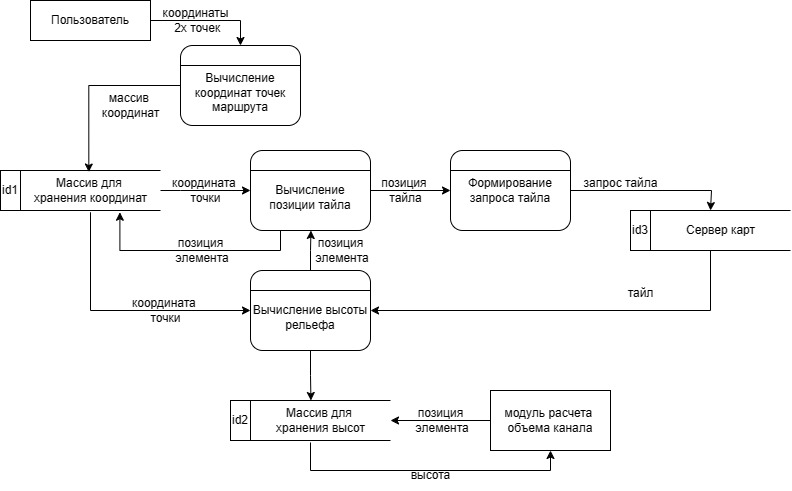 Пользователь
координаты
2х точек
Вычисление
координат точек
маршрута
массив
координат
id1
Массив для
хранения координат
координата
точки
Вычисление
позиции тайла
позиция
тайла
Формирование
запроса тайла
запрос тайла
id3
Сервер карт
позиция
элемента
позиция
элемента
координата
точки
Вычисление высоты
рельефа
тайл
id2
Массив для
хранения высот
позиция
элемента
модуль расчета
объема канала
высота